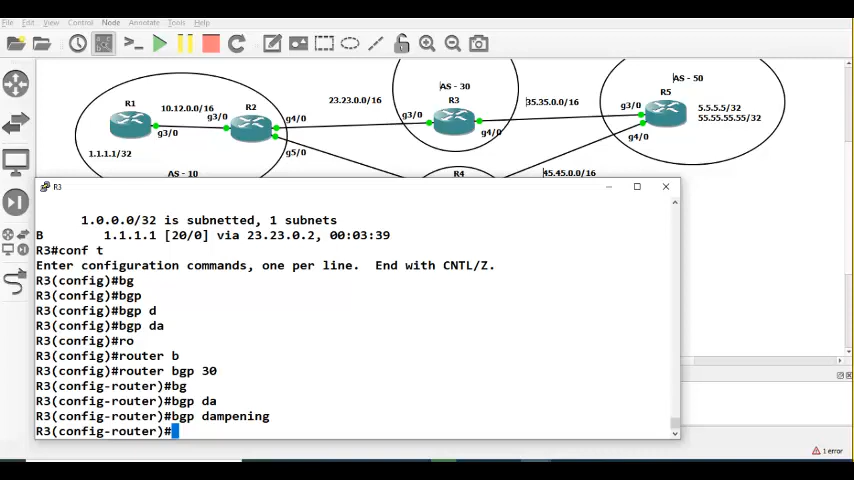 File Edit View Control Node Annotate Tools Help
AS - 30
AS - 50
R1
10.12.0.0/16
R2
23.23.0.0/16
R3
35.35.0.0/16
R5
g3/0
g3/0
g4/0
g3/0
g4/0
g3/0
5.5.5.5/32
55.55.55.55/32
g4/0
g5/0
1.1.1.1/32
AS - 10
R4
45.45.0.0/16
R3
1.0.0.0/32 is subnetted, 1 subnets
B 1.1.1.1 [20/0] via 23.23.0.2, 00:03:39
R3#conf t
Enter configuration commands, one per line. End with CNTL/Z.
R3(config)#bg
R3(config)#bgp
R3(config)#bgp d
R3(config)#bgp da
R3(config)#ro
R3(config)#router b
R3(config)#router bgp 30
R3(config-router)#bg
R3(config-router)#bgp da
R3(config-router)#bgp dampening
R3(config-router)#
1 error